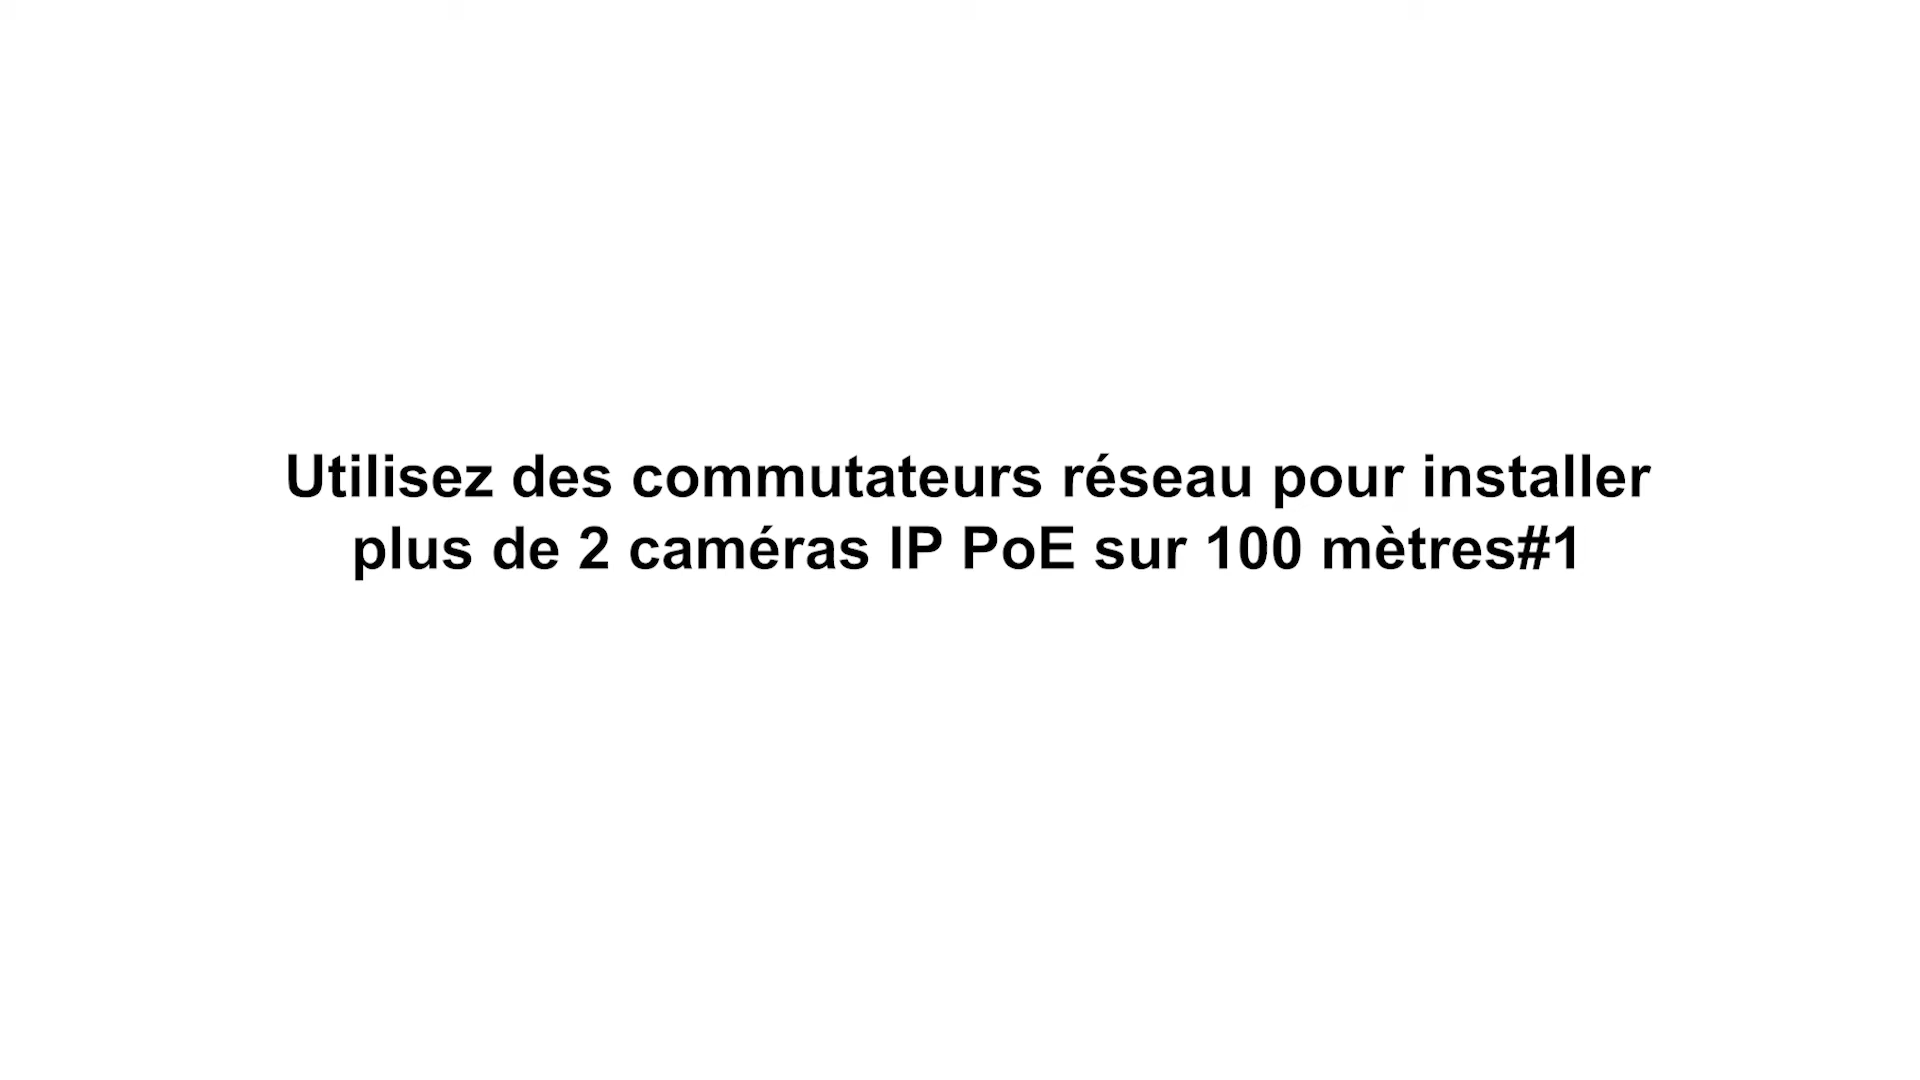 Utilisez des commutateurs réseau pour installer
plus de 2 caméras IP PoE sur 100 mètres#1